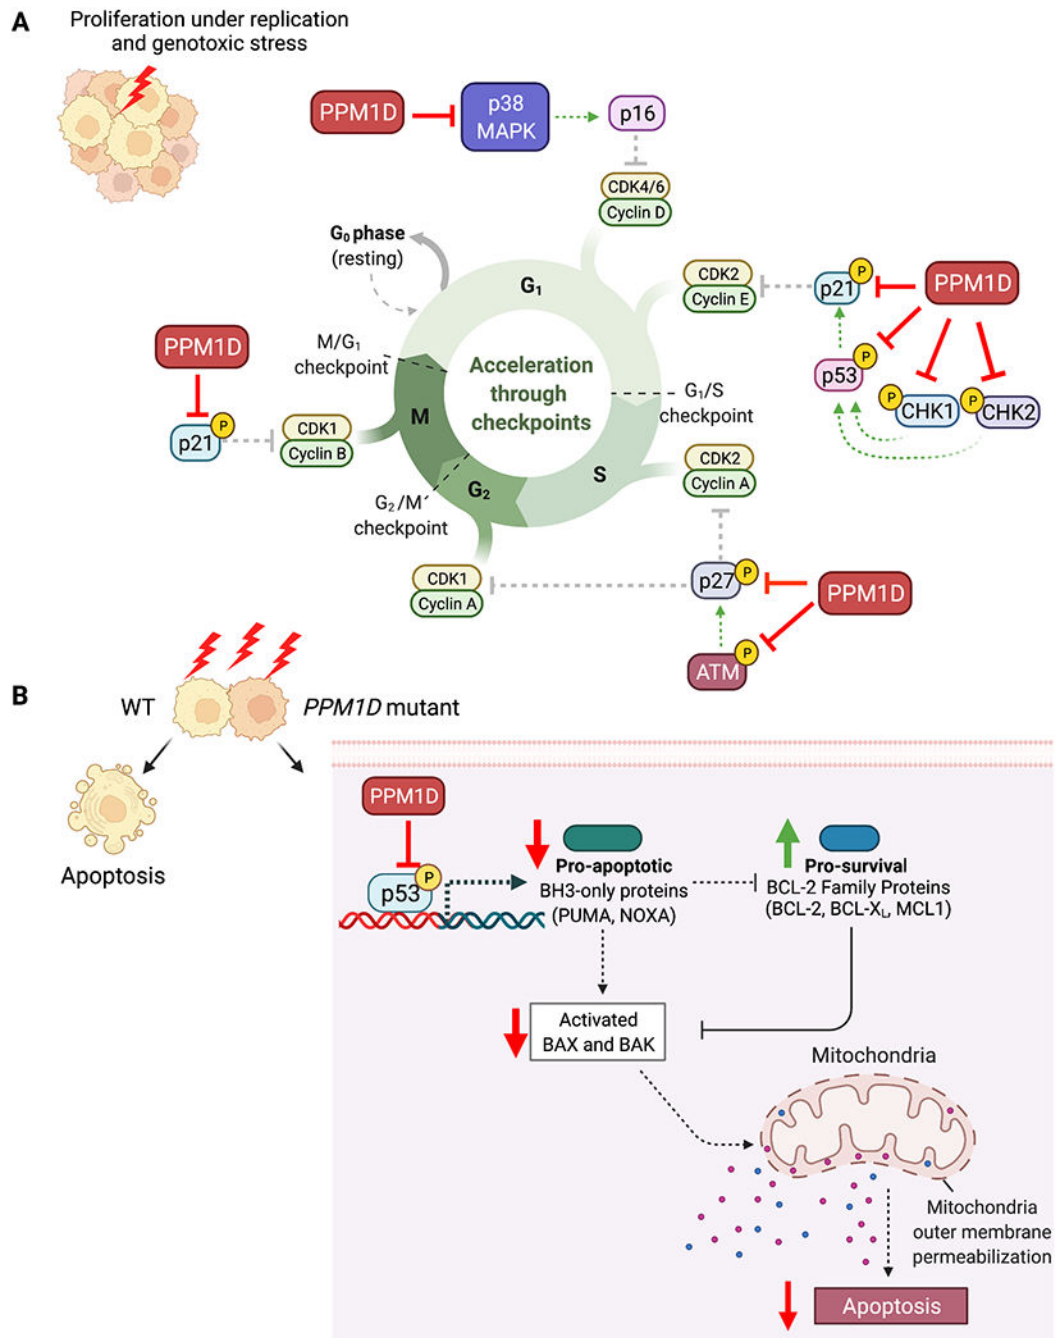 A
Proliferation under replication
and genotoxic stress
PPM1D
p38
MAPK
p16
CDK4/6
Cyclin D
G₀ phase
(resting)
G₁
CDK2
Cyclin E
P
p21
PPM1D
P
p53
P
CHK1
P
CHK2
PPM1D
M/G₁
checkpoint
Acceleration
through
checkpoints
G₁/S
checkpoint
P
p21
CDK1
Cyclin B
M
G₂
S
CDK2
Cyclin A
G₂/M
checkpoint
CDK1
Cyclin A
p27
P
PPM1D
ATM
P
B
WT
PPM1D mutant
Apoptosis
PPM1D
P
p53
Pro-apoptotic
BH3-only proteins
(PUMA, NOXA)
Pro-survival
BCL-2 Family Proteins
(BCL-2, BCL-X_L, MCL1)
Activated
BAX and BAK
Mitochondria
Mitochondria
outer membrane
permeabilization
Apoptosis